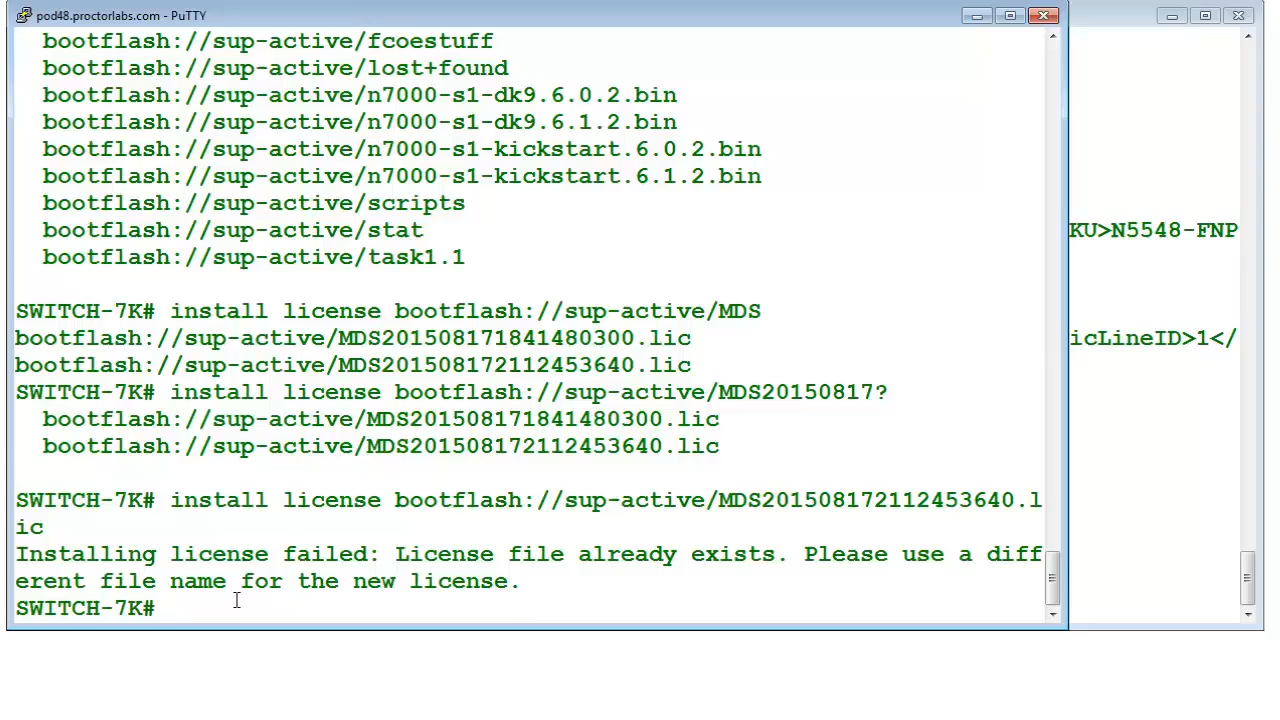 pod48.proctorlabs.com - PuTTY
bootflash://sup-active/fcoestuff
bootflash://sup-active/lost+found
bootflash://sup-active/n7000-s1-dk9.6.0.2.bin
bootflash://sup-active/n7000-s1-dk9.6.1.2.bin
bootflash://sup-active/n7000-s1-kickstart.6.0.2.bin
bootflash://sup-active/n7000-s1-kickstart.6.1.2.bin
bootflash://sup-active/scripts
bootflash://sup-active/stat
bootflash://sup-active/task1.1
SWITCH-7K# install license bootflash://sup-active/MDS
bootflash://sup-active/MDS201508171841480300.lic
bootflash://sup-active/MDS201508172112453640.lic
SWITCH-7K# install license bootflash://sup-active/MDS20150817?
bootflash://sup-active/MDS201508171841480300.lic
bootflash://sup-active/MDS201508172112453640.lic
SWITCH-7K# install license bootflash://sup-active/MDS201508172112453640.l
ic
Installing license failed: License file already exists. Please use a diff
erent file name for the new license.
SWITCH-7K#
KU>N5548-FNP
icLineID>1</